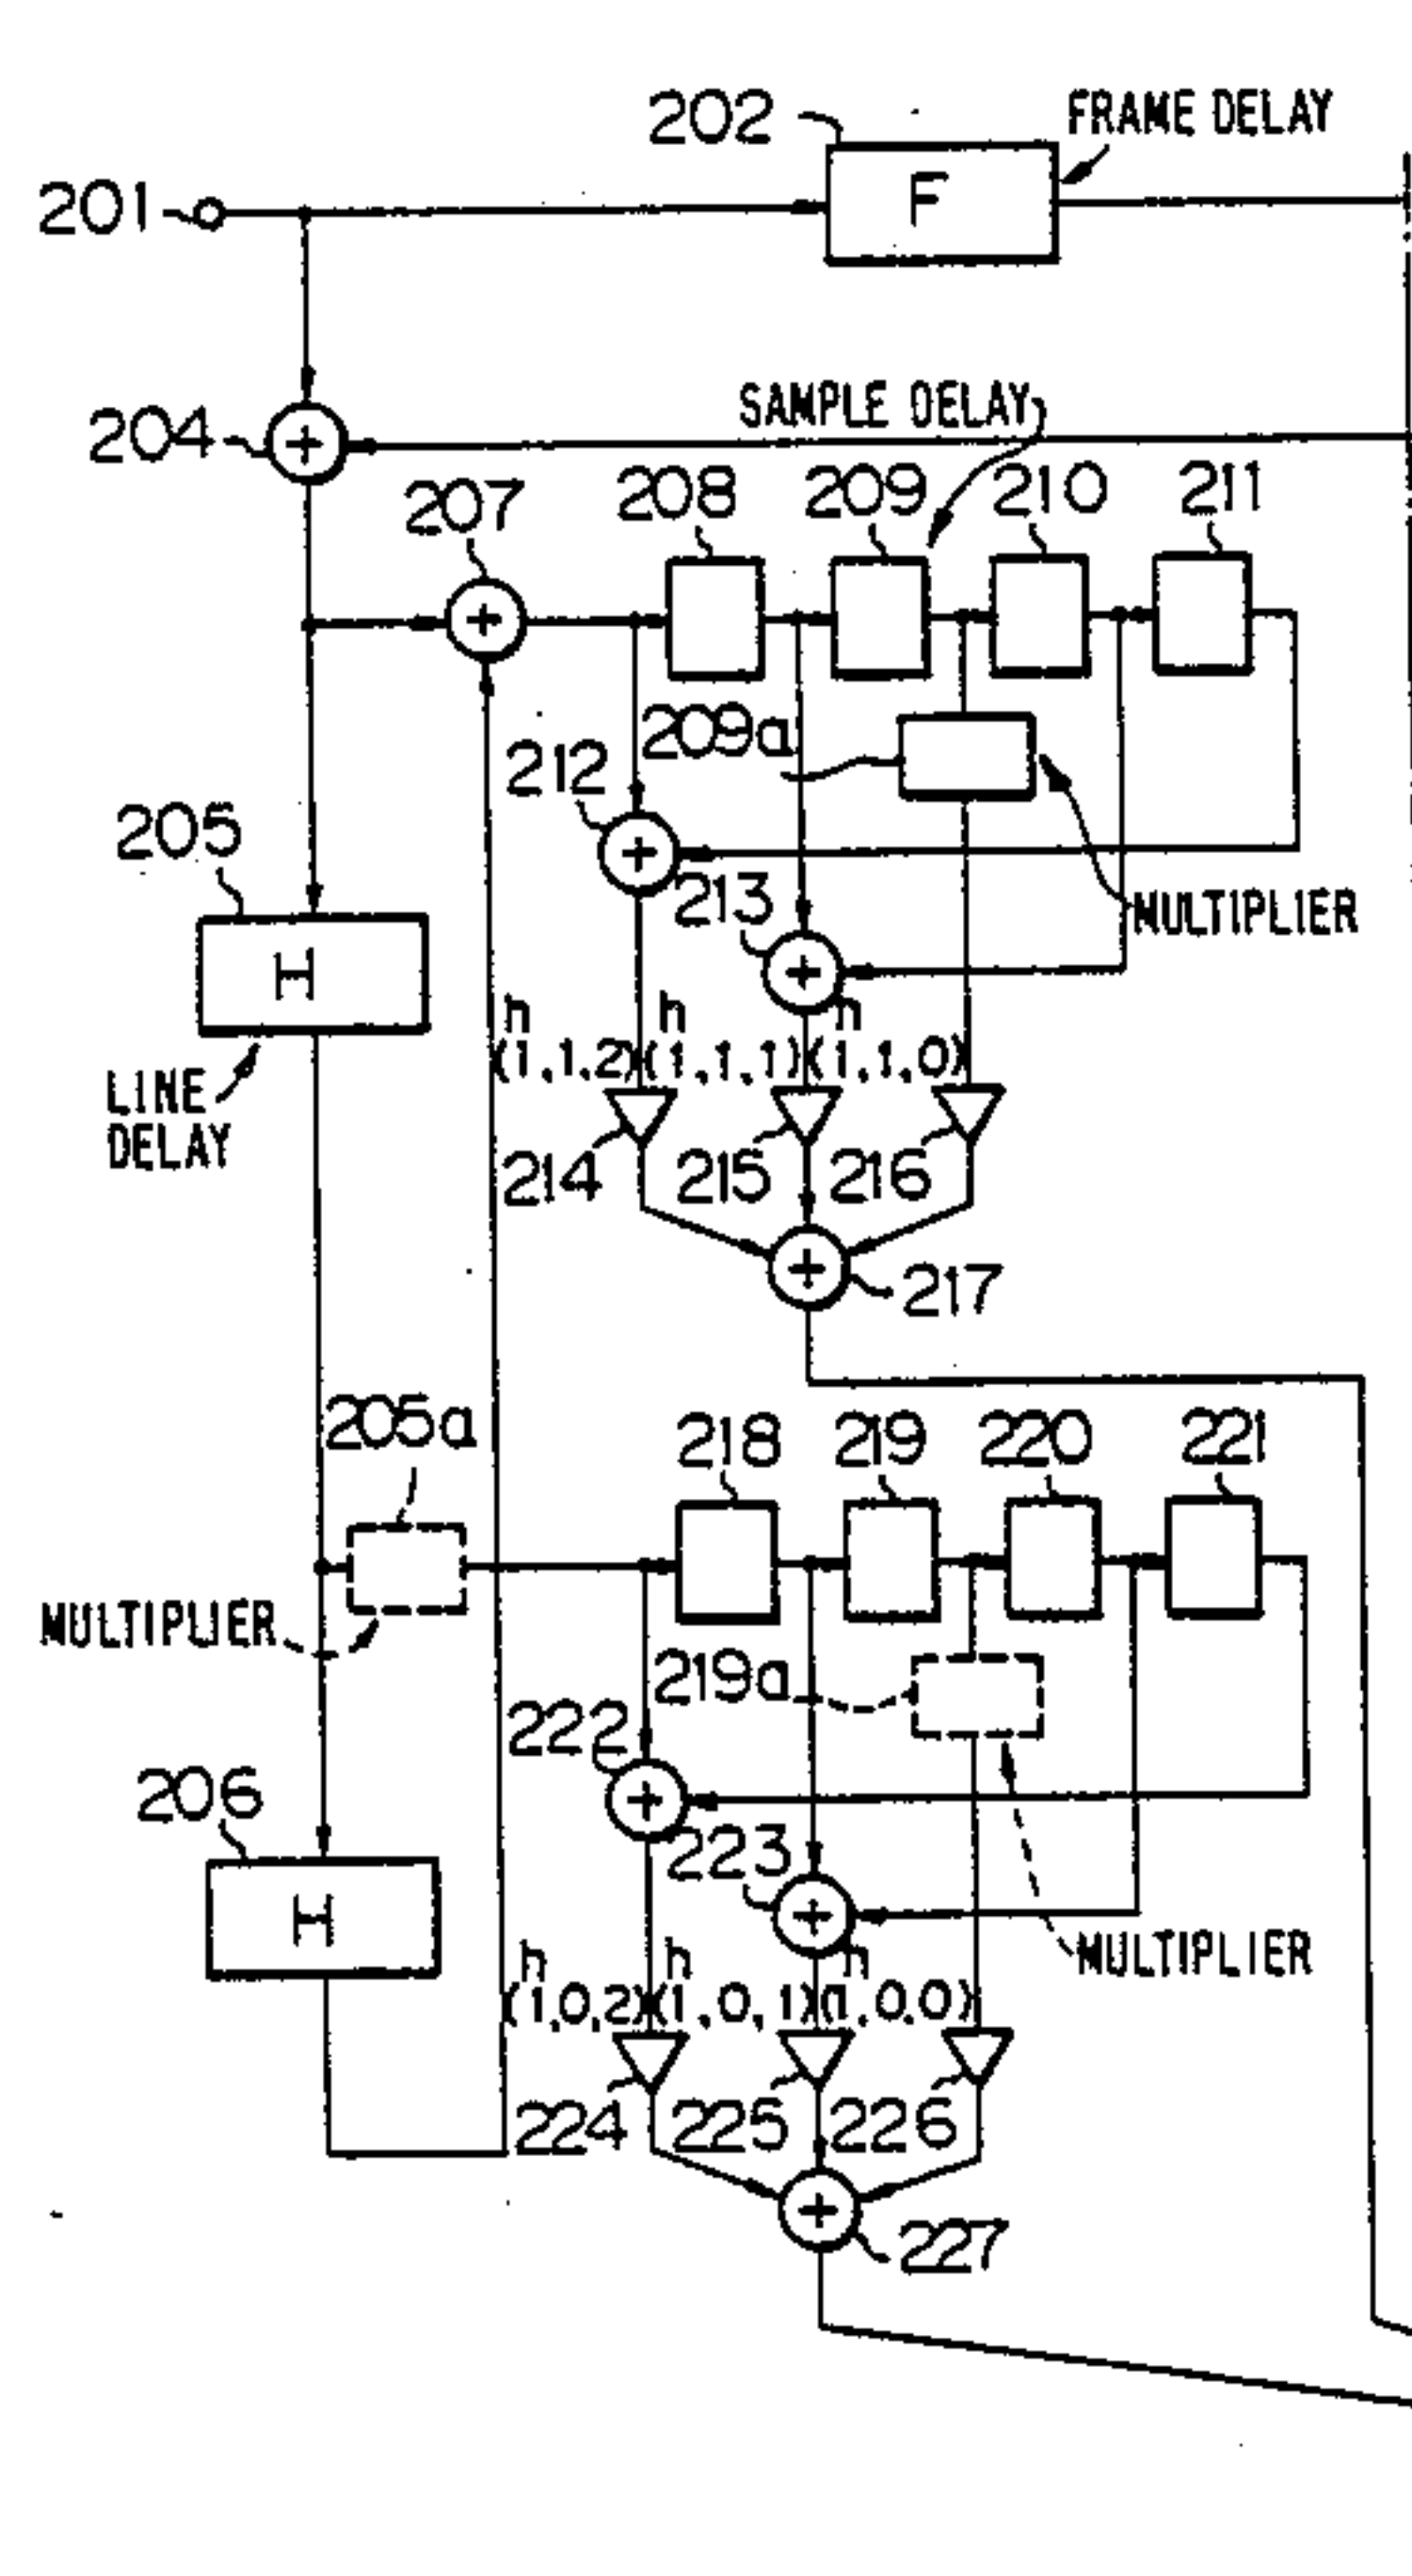 202
FRAME DELAY
201
F
204
SAMPLE DELAY
207
208
209
210
211
209a
212
205
213
MULTIPLIER
H
h
h
h
(1,1,2)
(1,1,1)
(1,1,0)
LINE
DELAY
214
215
216
217
205a
218
219
220
221
MULTIPLIER
219a
222
206
223
H
MULTIPLIER
h
h
h
(1,0,2)
(1,0,1)
(1,0,0)
224
225
226
227